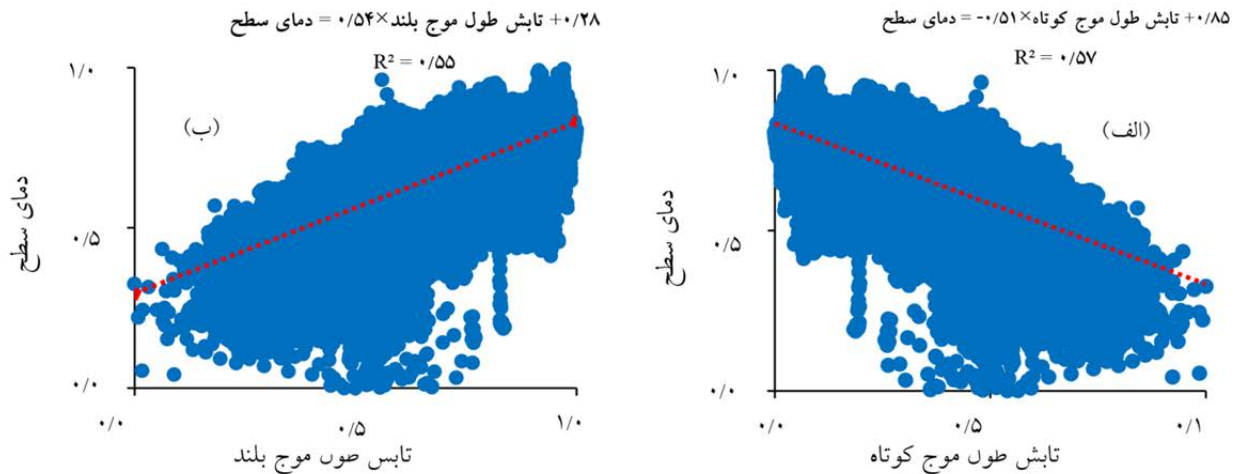 ۰/۸۵+ تابش طول موج کوتاه×۰/۵۱-= دمای سطح
R² = ۰/۵۷
۱/۰
(الف)
دمای سطح
۰/۵
۰/۰
۰/۰
۰/۵
۰/۱
تابش طول موج کوتاه
۰/۲۸+ تابش طول موج بلند×۰/۵۴ = دمای سطح
R² = ۰/۵۵
۱/۰
(ب)
دمای سطح
۰/۵
۰/۰
۰/۰
۰/۵
۱/۰
تابس طون موج بلند